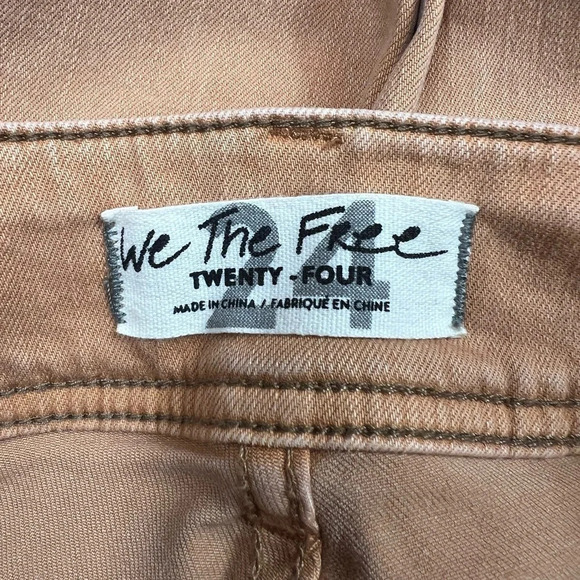 24
We The Free
TWENTY-FOUR
MADE IN CHINA / FABRIQUÉ EN CHINE